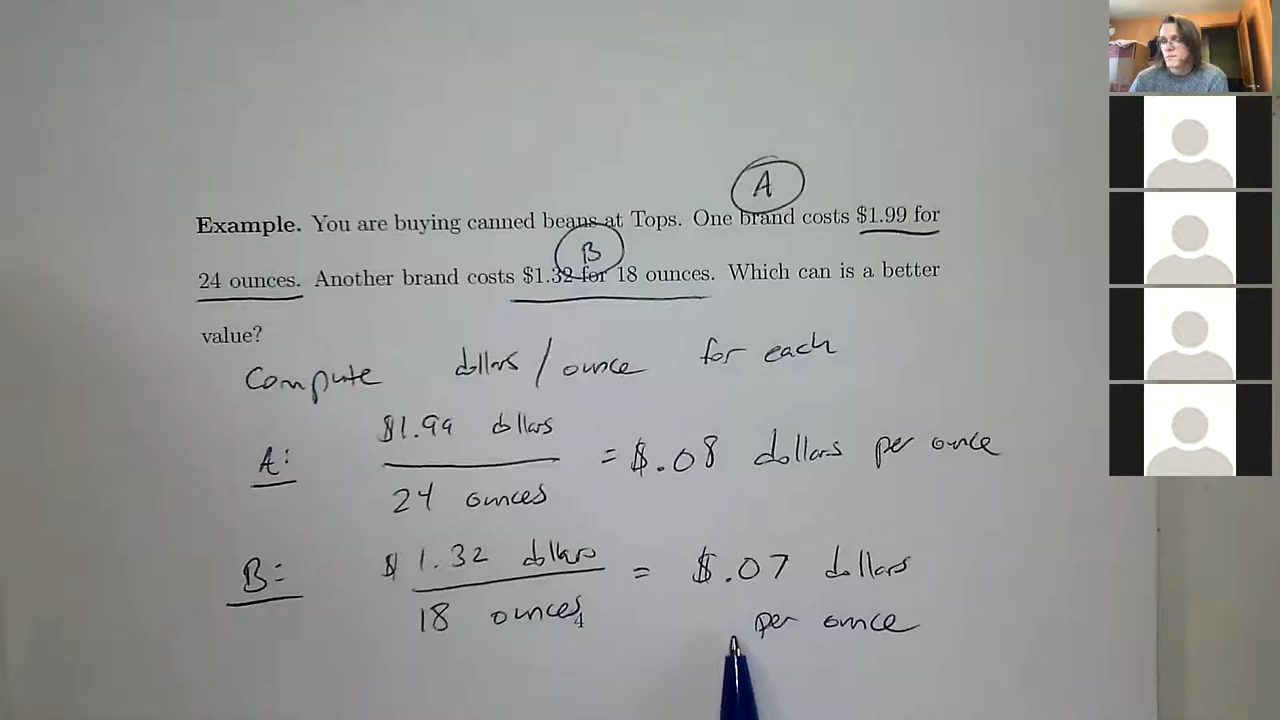 A
Example. You are buying canned beans at Tops. One brand costs $1.99 for
B
24 ounces. Another brand costs $1.32 for 18 ounces. Which can is a better
value?
Compute dollars / ounce for each
A: $1.99 dollars / 24 ounces = $.08 dollars per ounce
B: $1.32 dollars / 18 ounces = $.07 dollars
per ounce
4